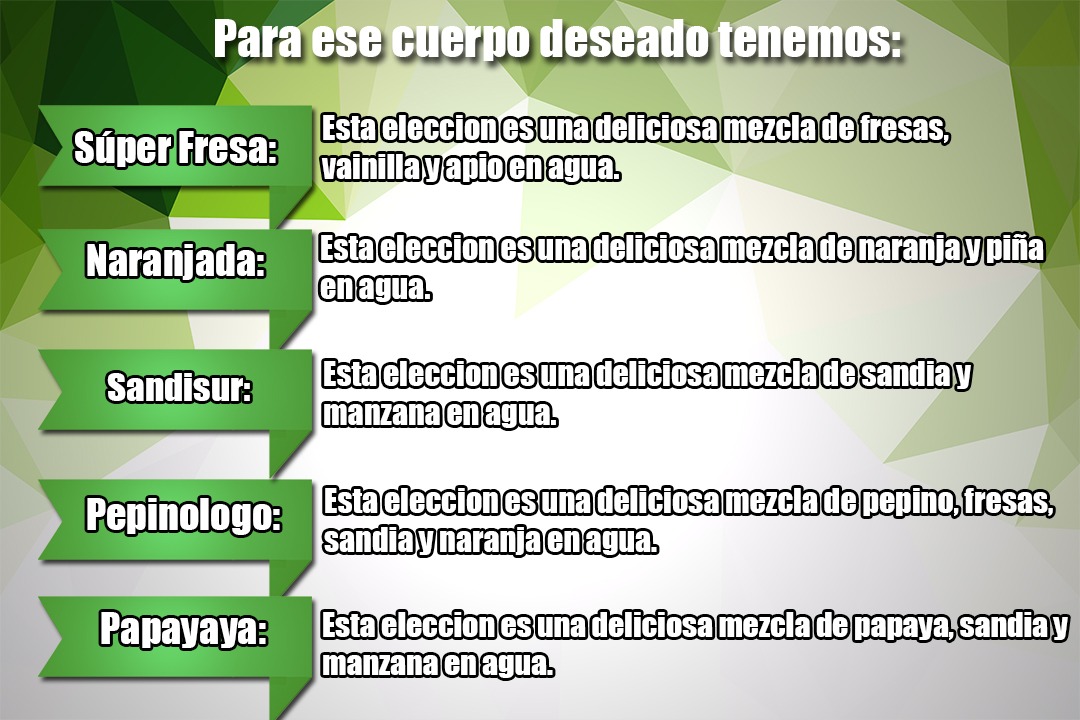 Para ese cuerpo deseado tenemos:
Súper Fresa:
Esta eleccion es una deliciosa mezcla de fresas,
vainilla y apio en agua.
Naranjada:
Esta eleccion es una deliciosa mezcla de naranja y piña
en agua.
Sandisur:
Esta eleccion es una deliciosa mezcla de sandia y
manzana en agua.
Pepinologo:
Esta eleccion es una deliciosa mezcla de pepino, fresas,
sandia y naranja en agua.
Papayaya:
Esta eleccion es una deliciosa mezcla de papaya, sandia y
manzana en agua.